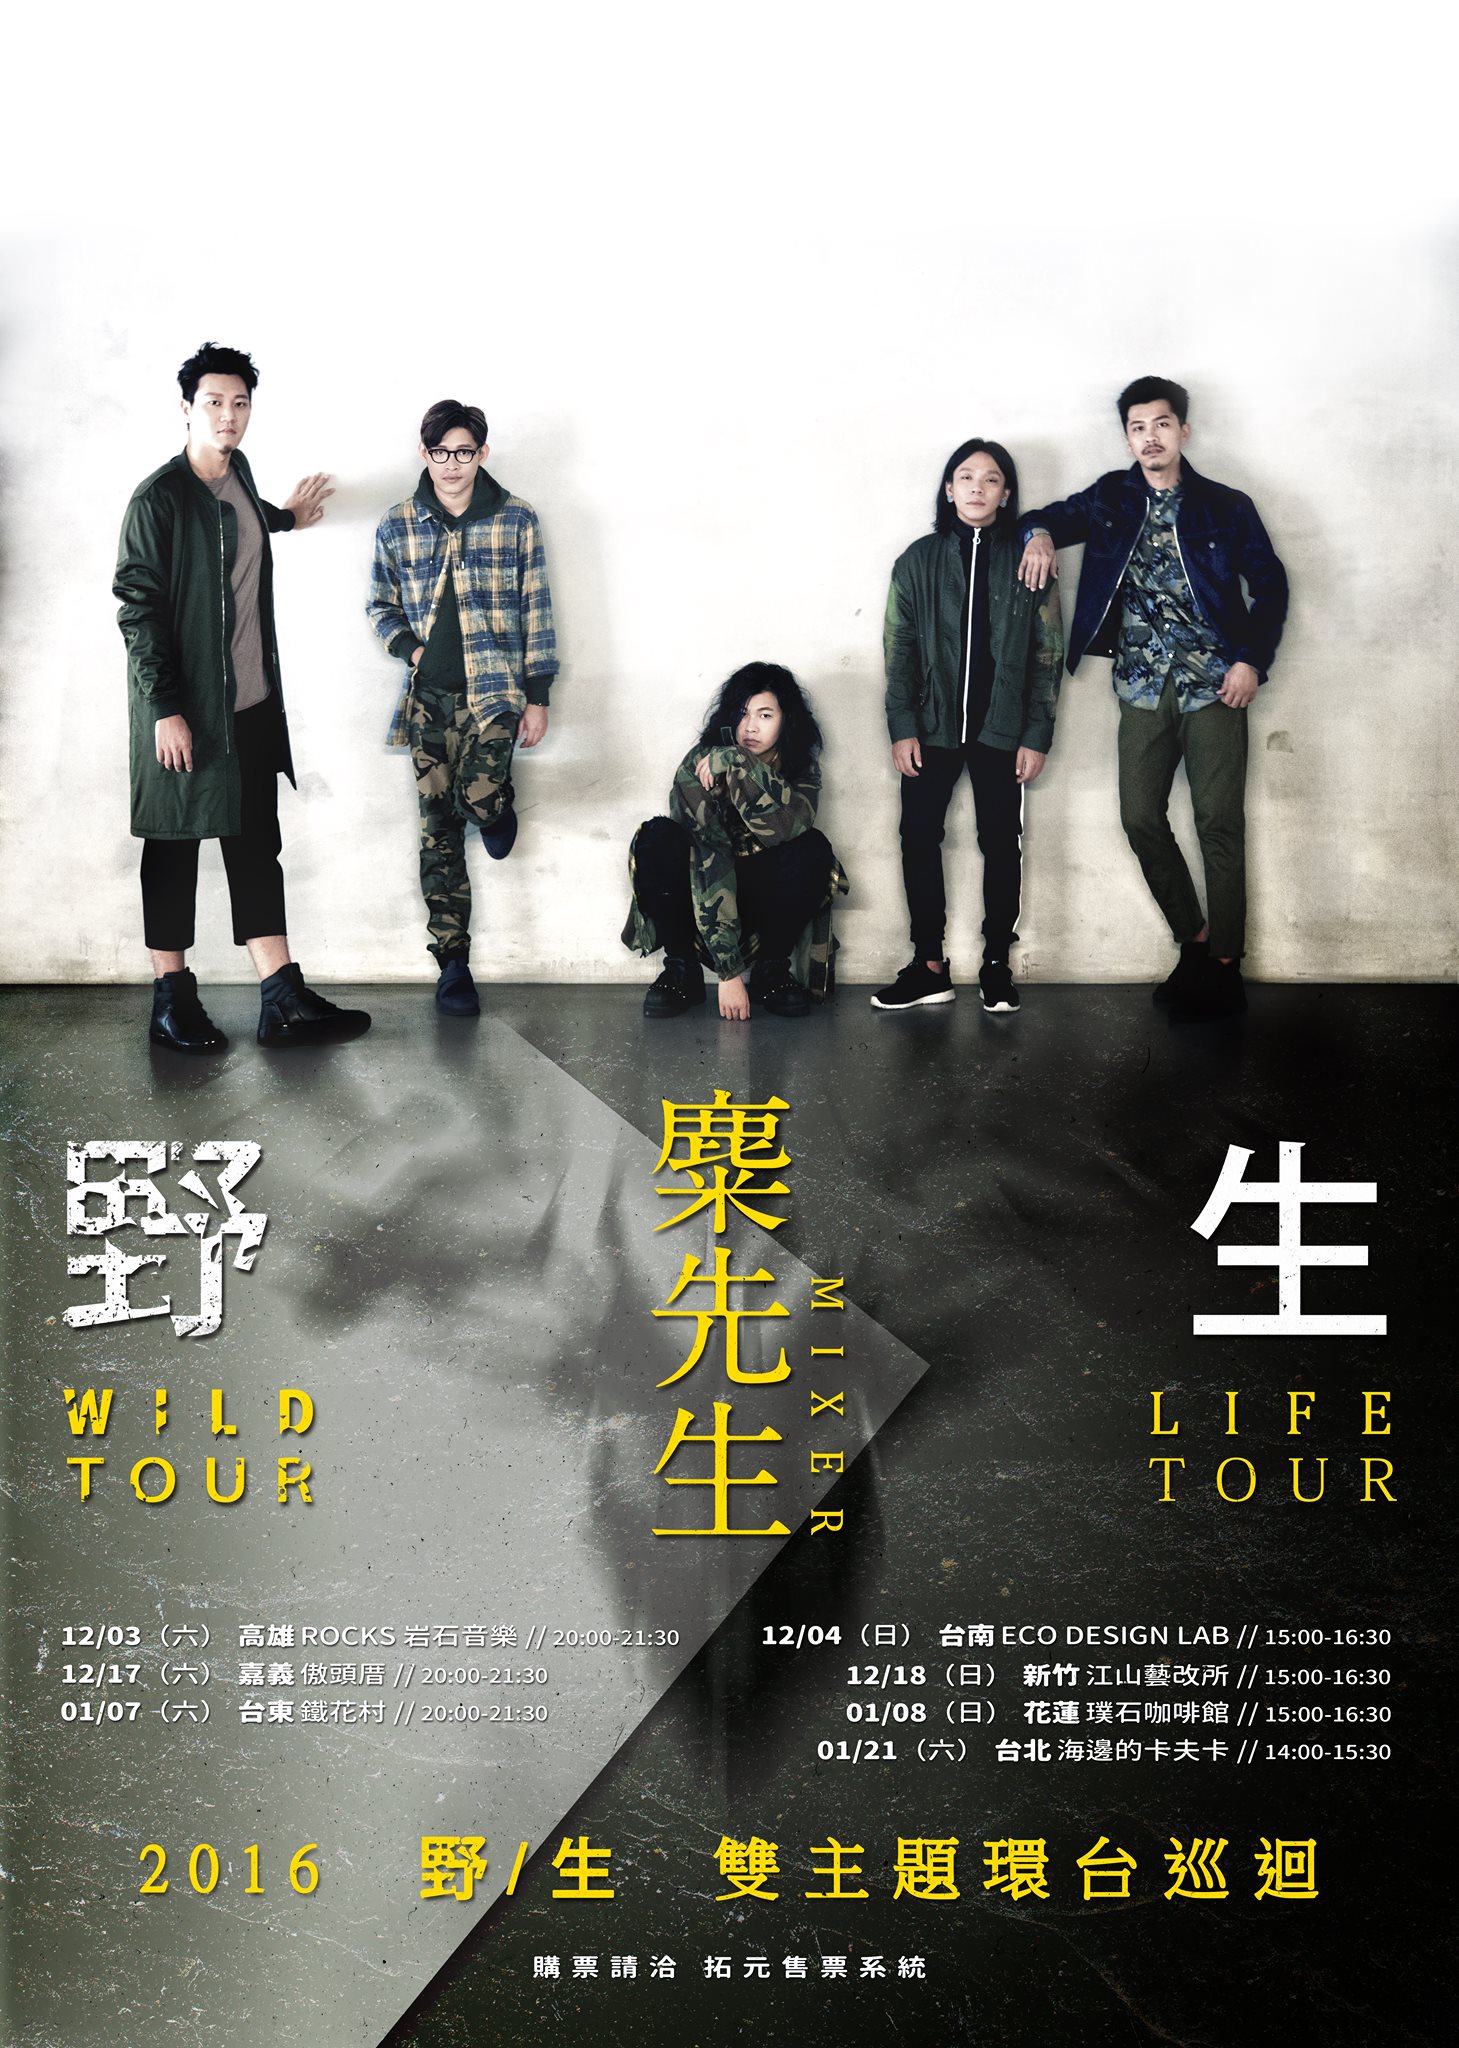 野
WILD
TOUR
麋先生
MIXER
生
LIFE
TOUR
12/03（六） 高雄 ROCKS 岩石音樂 // 20:00-21:30
12/17（六） 嘉義 傲頭厝 // 20:00-21:30
01/07（六） 台東 鐵花村 // 20:00-21:30
12/04（日） 台南 ECO DESIGN LAB // 15:00-16:30
12/18（日） 新竹 江山藝改所 // 15:00-16:30
01/08（日） 花蓮 璞石咖啡館 // 15:00-16:30
01/21（六） 台北 海邊的卡夫卡 // 14:00-15:30
2016 野/生 雙主題環台巡迴
購票請洽 拓元售票系統